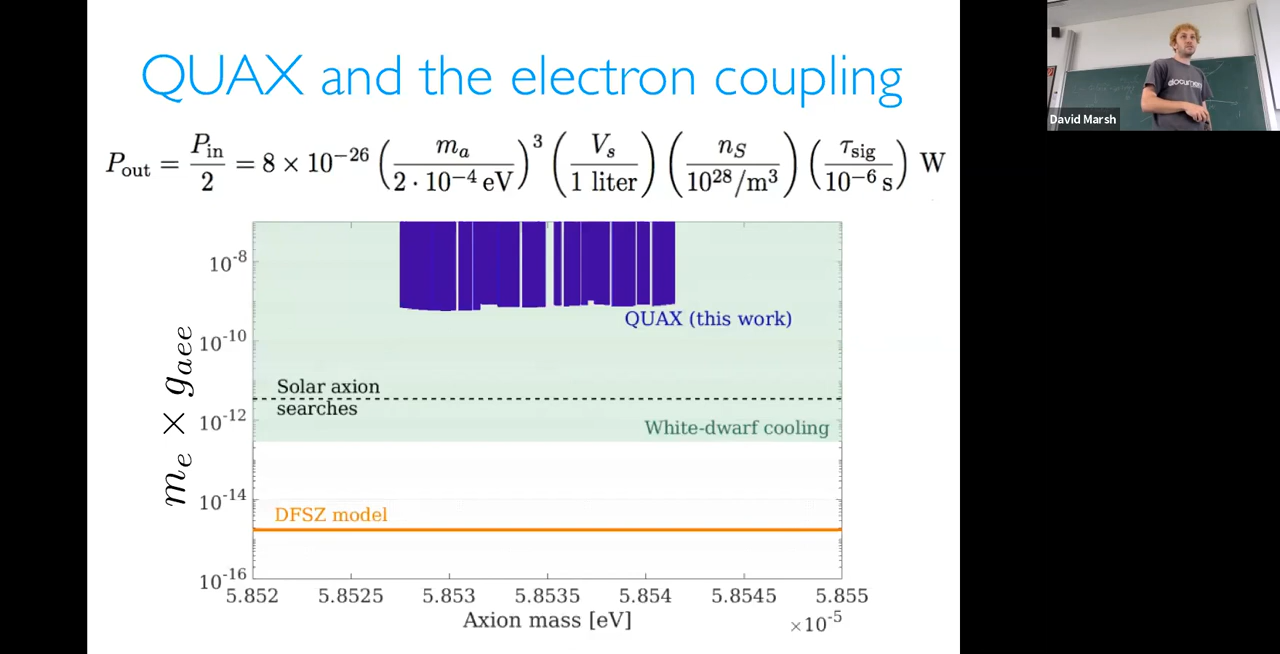 QUAX and the electron coupling
P_out = P_in/2 = 8 × 10^-26 (m_a / 2 · 10^-4 eV)^3 (V_s / 1 liter) (n_S / 10^28/m^3) (τ_sig / 10^-6 s) W
10^-8
10^-10
10^-12
10^-14
10^-16
m_e × g_aee
QUAX (this work)
Solar axion
searches
White-dwarf cooling
DFSZ model
5.852 5.8525 5.853 5.8535 5.854 5.8545 5.855
Axion mass [eV]
×10^-5
David Marsh